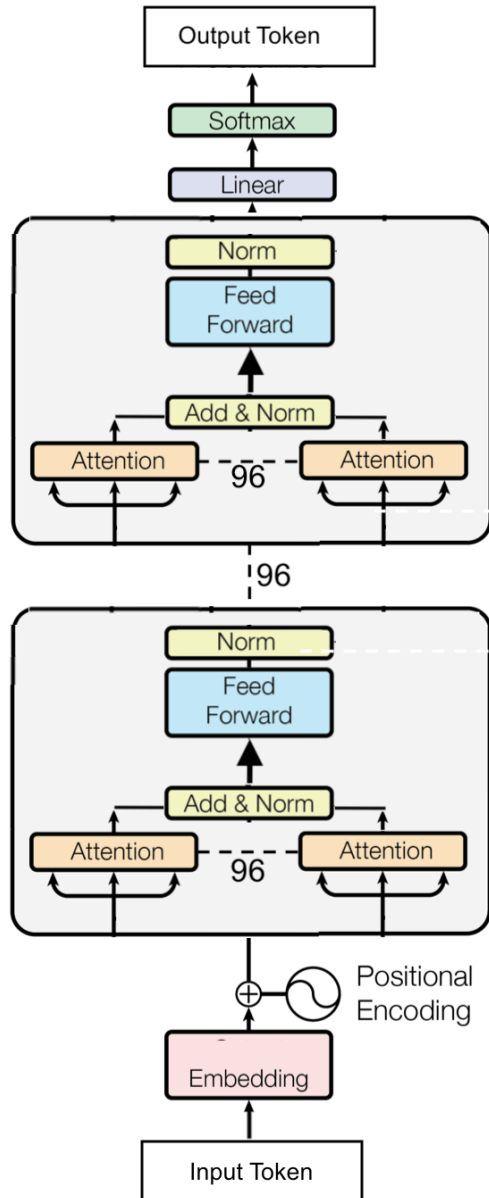 Output Token
Softmax
Linear
Norm
Feed
Forward
Add & Norm
Attention
Attention
96
96
Norm
Feed
Forward
Add & Norm
Attention
Attention
96
Positional
Encoding
Embedding
Input Token